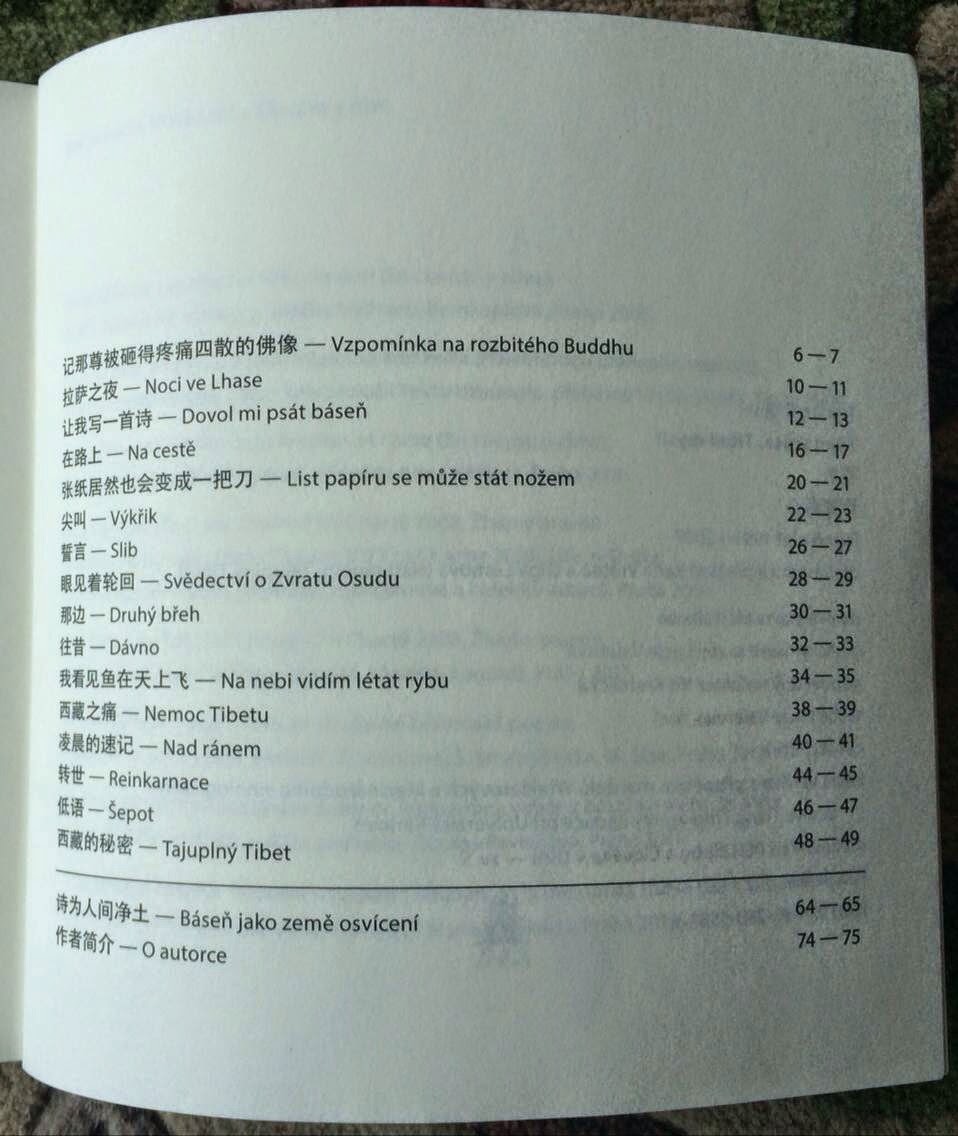 记那尊被砸得疼痛四散的佛像 — Vzpomínka na rozbitého Buddhu 6 — 7
拉萨之夜 — Noci ve Lhase 10 — 11
让我写一首诗 — Dovol mi psát báseň 12 — 13
在路上 — Na cestě 16 — 17
张纸居然也会变成一把刀 — List papíru se může stát nožem 20 — 21
尖叫 — Výkřik 22 — 23
誓言 — Slib 26 — 27
眼见着轮回 — Svědectví o Zvratu Osudu 28 — 29
那边 — Druhý břeh 30 — 31
往昔 — Dávno 32 — 33
我看见鱼在天上飞 — Na nebi vidím létat rybu 34 — 35
西藏之痛 — Nemoc Tibetu 38 — 39
凌晨的速记 — Nad ránem 40 — 41
转世 — Reinkarnace 44 — 45
低语 — Šepot 46 — 47
西藏的秘密 — Tajuplný Tibet 48 — 49
诗为人间净土 — Báseň jako země osvícení 64 — 65
作者简介 — O autorce 74 — 75